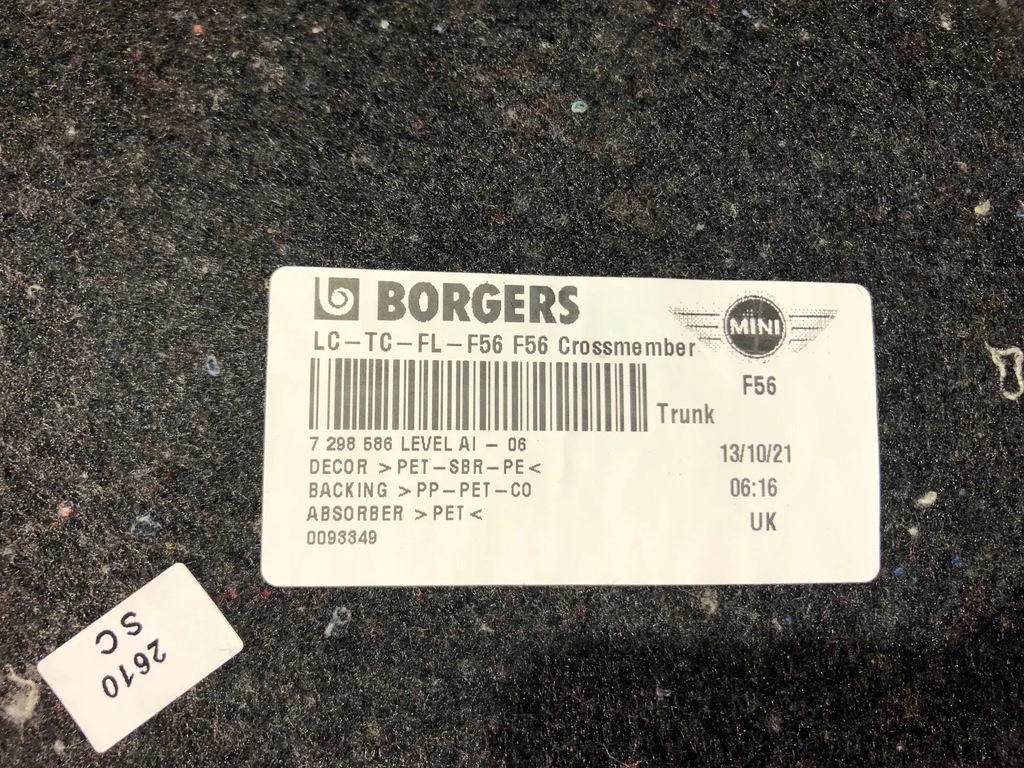 BORGERS
MINI
LC-TC-FL-F56 F56 Crossmember
F56
Trunk
7 298 586 LEVEL AI - 06
13/10/21
DECOR >PET-SBR-PE<
BACKING >PP-PET-CO
06:16
ABSORBER >PET<
UK
0093349
2610
SC